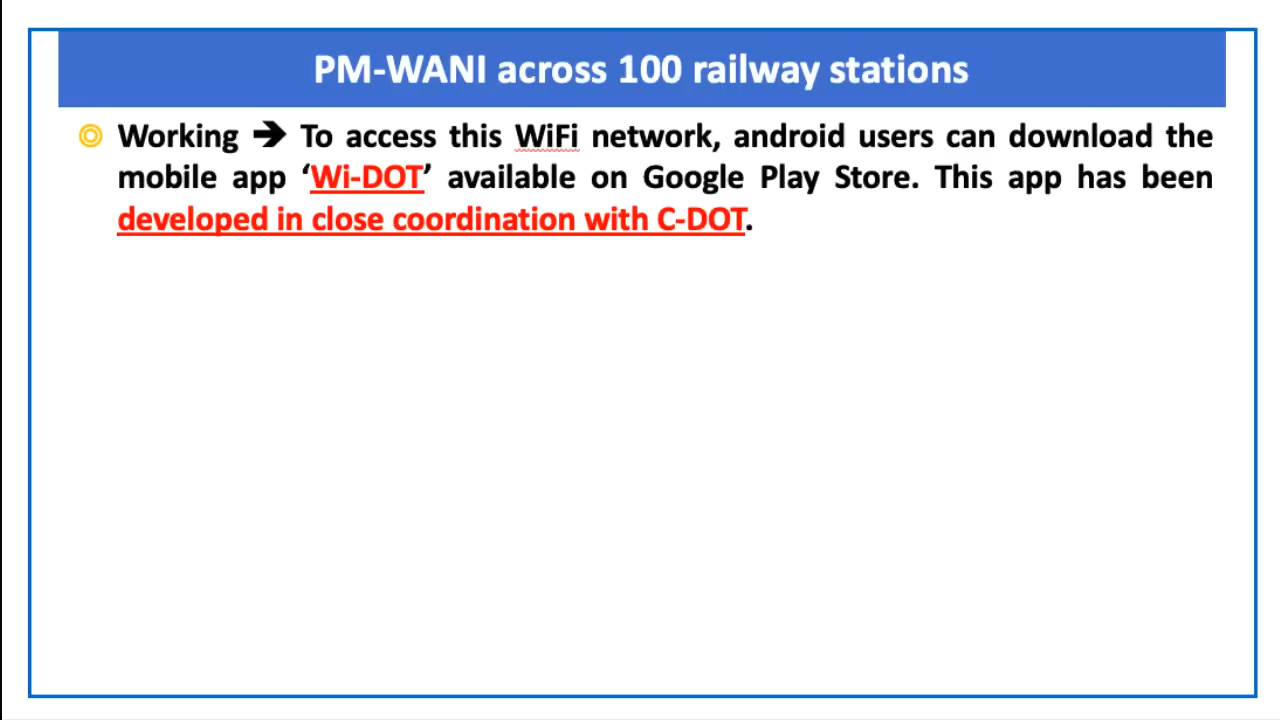 PM-WANI across 100 railway stations
Working ➔ To access this WiFi network, android users can download the
mobile app ‘Wi-DOT’ available on Google Play Store. This app has been
developed in close coordination with C-DOT.